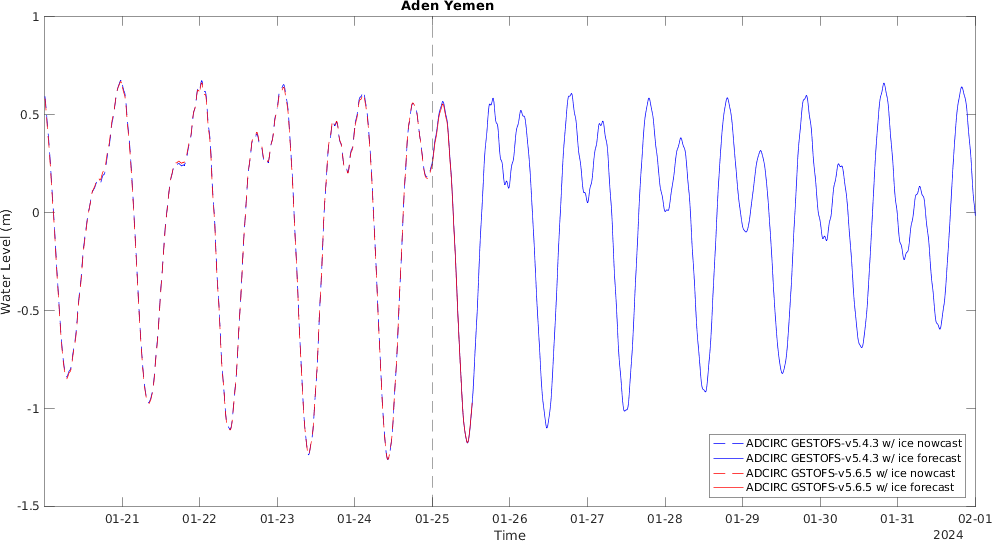 Aden Yemen
1
0.5
0
-0.5
-1
-1.5
Water Level (m)
ADCIRC GESTOFS-v5.4.3 w/ ice nowcast
ADCIRC GESTOFS-v5.4.3 w/ ice forecast
ADCIRC GSTOFS-v5.6.5 w/ ice nowcast
ADCIRC GSTOFS-v5.6.5 w/ ice forecast
01-21 01-22 01-23 01-24 01-25 01-26 01-27 01-28 01-29 01-30 01-31 02-01
Time
2024